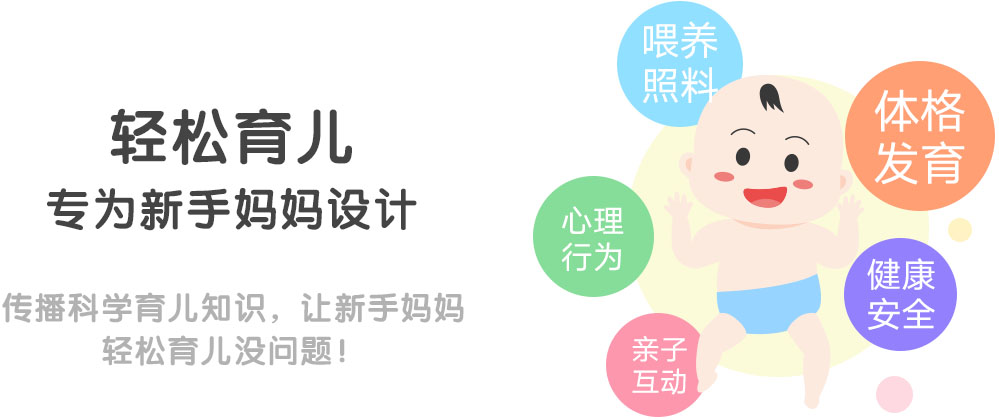 轻松育儿
专为新手妈妈设计
传播科学育儿知识，让新手妈妈
轻松育儿没问题！
喂养
照料
体格
发育
心理
行为
健康
安全
亲子
互动